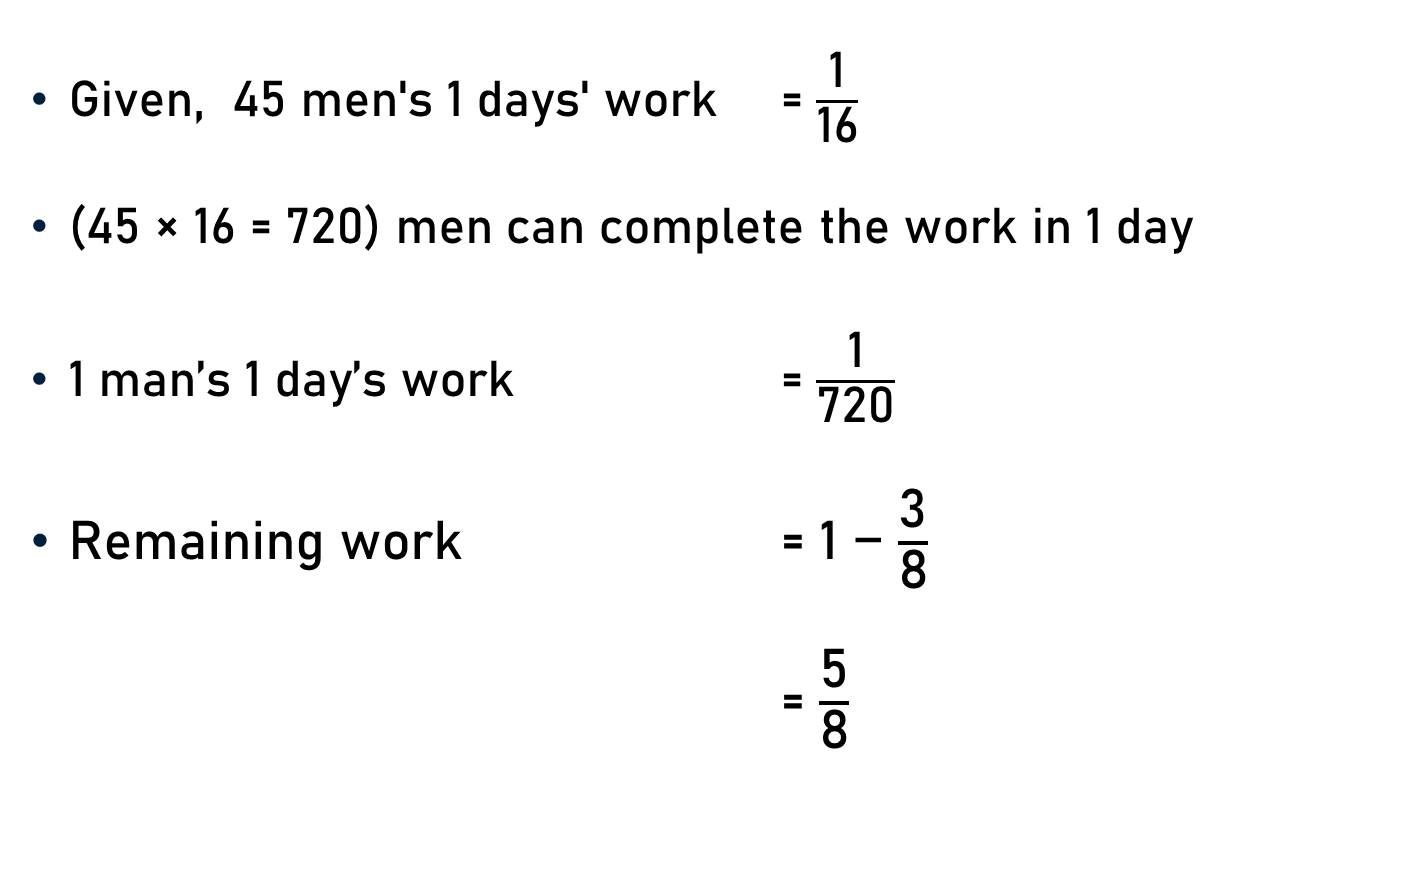 • Given, 45 men's 1 days' work = 1/16
• (45 × 16 = 720) men can complete the work in 1 day
• 1 man’s 1 day’s work = 1/720
• Remaining work = 1 − 3/8
= 5/8